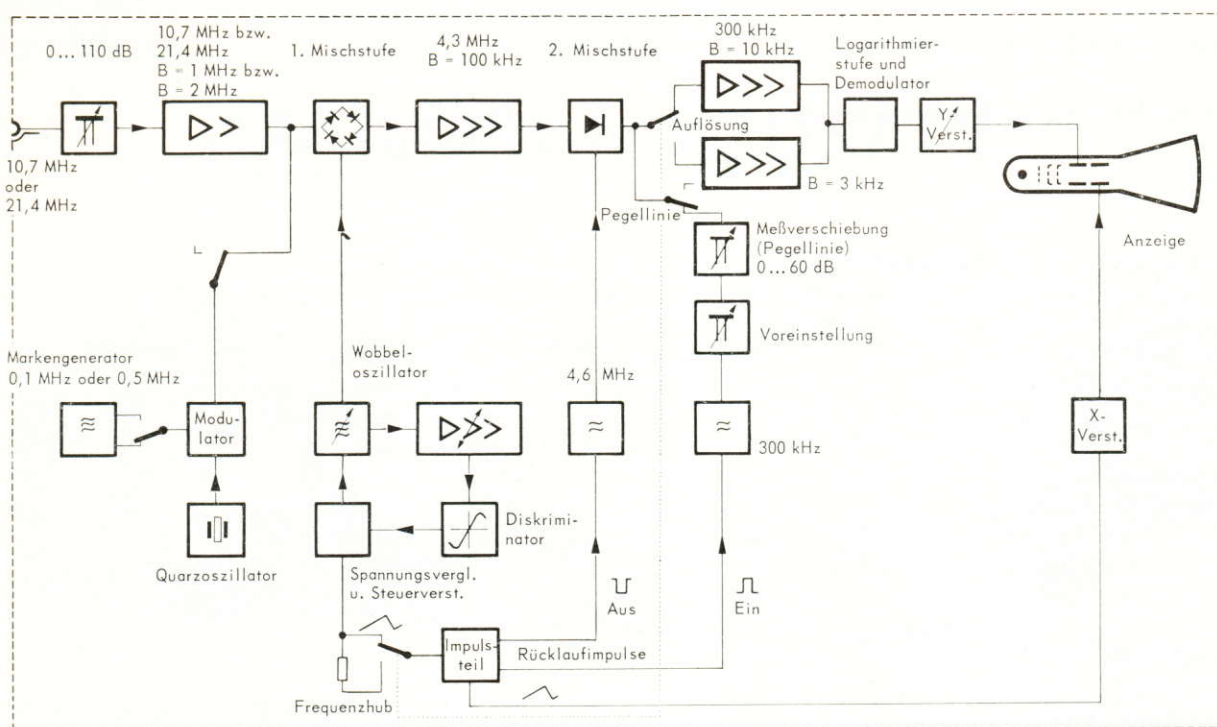 0...110 dB
10,7 MHz bzw.
21,4 MHz
B = 1 MHz bzw.
B = 2 MHz
1. Mischstufe
4,3 MHz
B = 100 kHz
2. Mischstufe
300 kHz
B = 10 kHz
Logarithmier-
stufe und
Demodulator
10,7 MHz
oder
21,4 MHz
Auflösung
Y-
Verst.
B = 3 kHz
Pegellinie
Meßverschiebung
(Pegellinie)
0...60 dB
Anzeige
Voreinstellung
Markengenerator
0,1 MHz oder 0,5 MHz
Modu-
lator
Wobbel-
oszillator
4,6 MHz
300 kHz
X-
Verst.
Quarzoszillator
Spannungsvergl.
u. Steuerverst.
Diskrimi-
nator
Aus
Ein
Impuls-
teil
Rücklaufimpulse
Frequenzhub